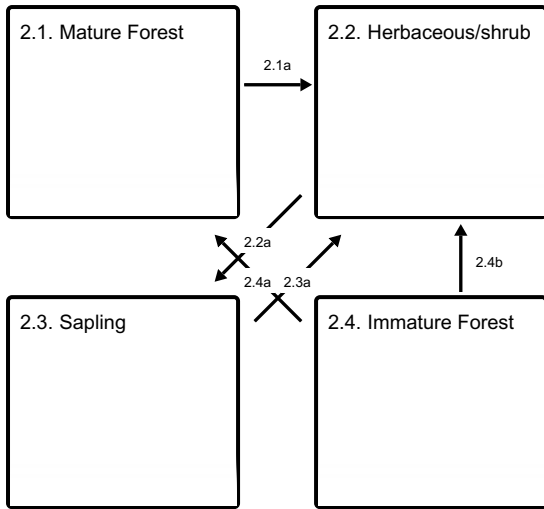 2.1. Mature Forest
2.2. Herbaceous/shrub
2.1a
2.2a
2.4a
2.3a
2.4b
2.3. Sapling
2.4. Immature Forest